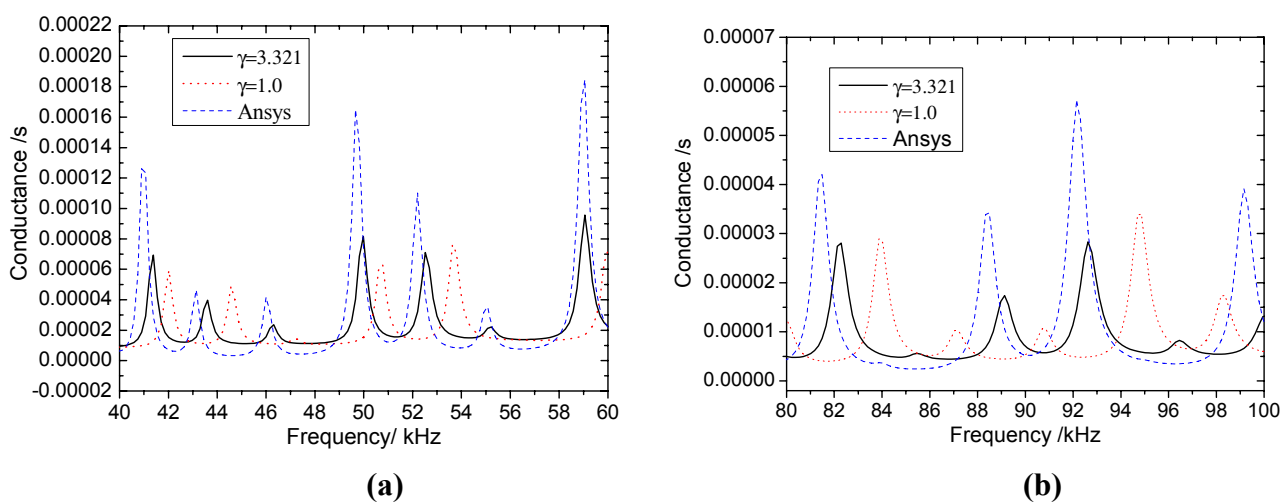 0.00022
0.00020
0.00018
0.00016
0.00014
0.00012
0.00010
0.00008
0.00006
0.00004
0.00002
0.00000
-0.00002
Conductance /s
γ=3.321
γ=1.0
Ansys
40 42 44 46 48 50 52 54 56 58 60
Frequency/ kHz
(a)
0.00007
0.00006
0.00005
0.00004
0.00003
0.00002
0.00001
0.00000
Conductance /s
γ=3.321
γ=1.0
Ansys
80 82 84 86 88 90 92 94 96 98 100
Frequency /kHz
(b)